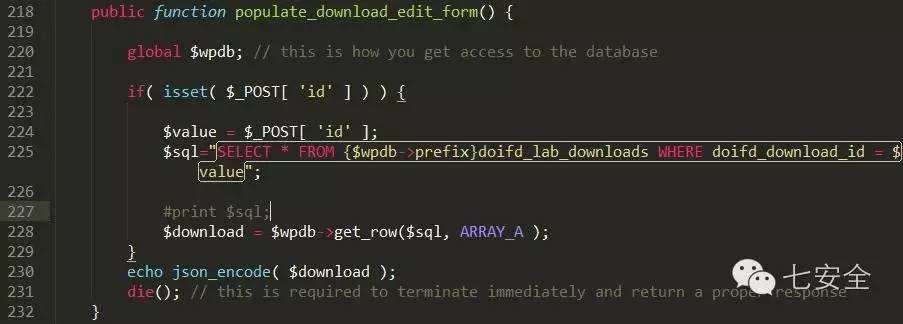 218 public function populate_download_edit_form() {
219
220 global $wpdb; // this is how you get access to the database
221
222 if( isset( $_POST[ 'id' ] ) ) {
223
224 $value = $_POST[ 'id' ];
225 $sql="SELECT * FROM {$wpdb->prefix}doifd_lab_downloads WHERE doifd_download_id = $
value";
226
227 #print $sql;
228 $download = $wpdb->get_row($sql, ARRAY_A );
229 }
230 echo json_encode( $download );
231 die(); // this is required to terminate immediately and return a proper response
232 }
七安全